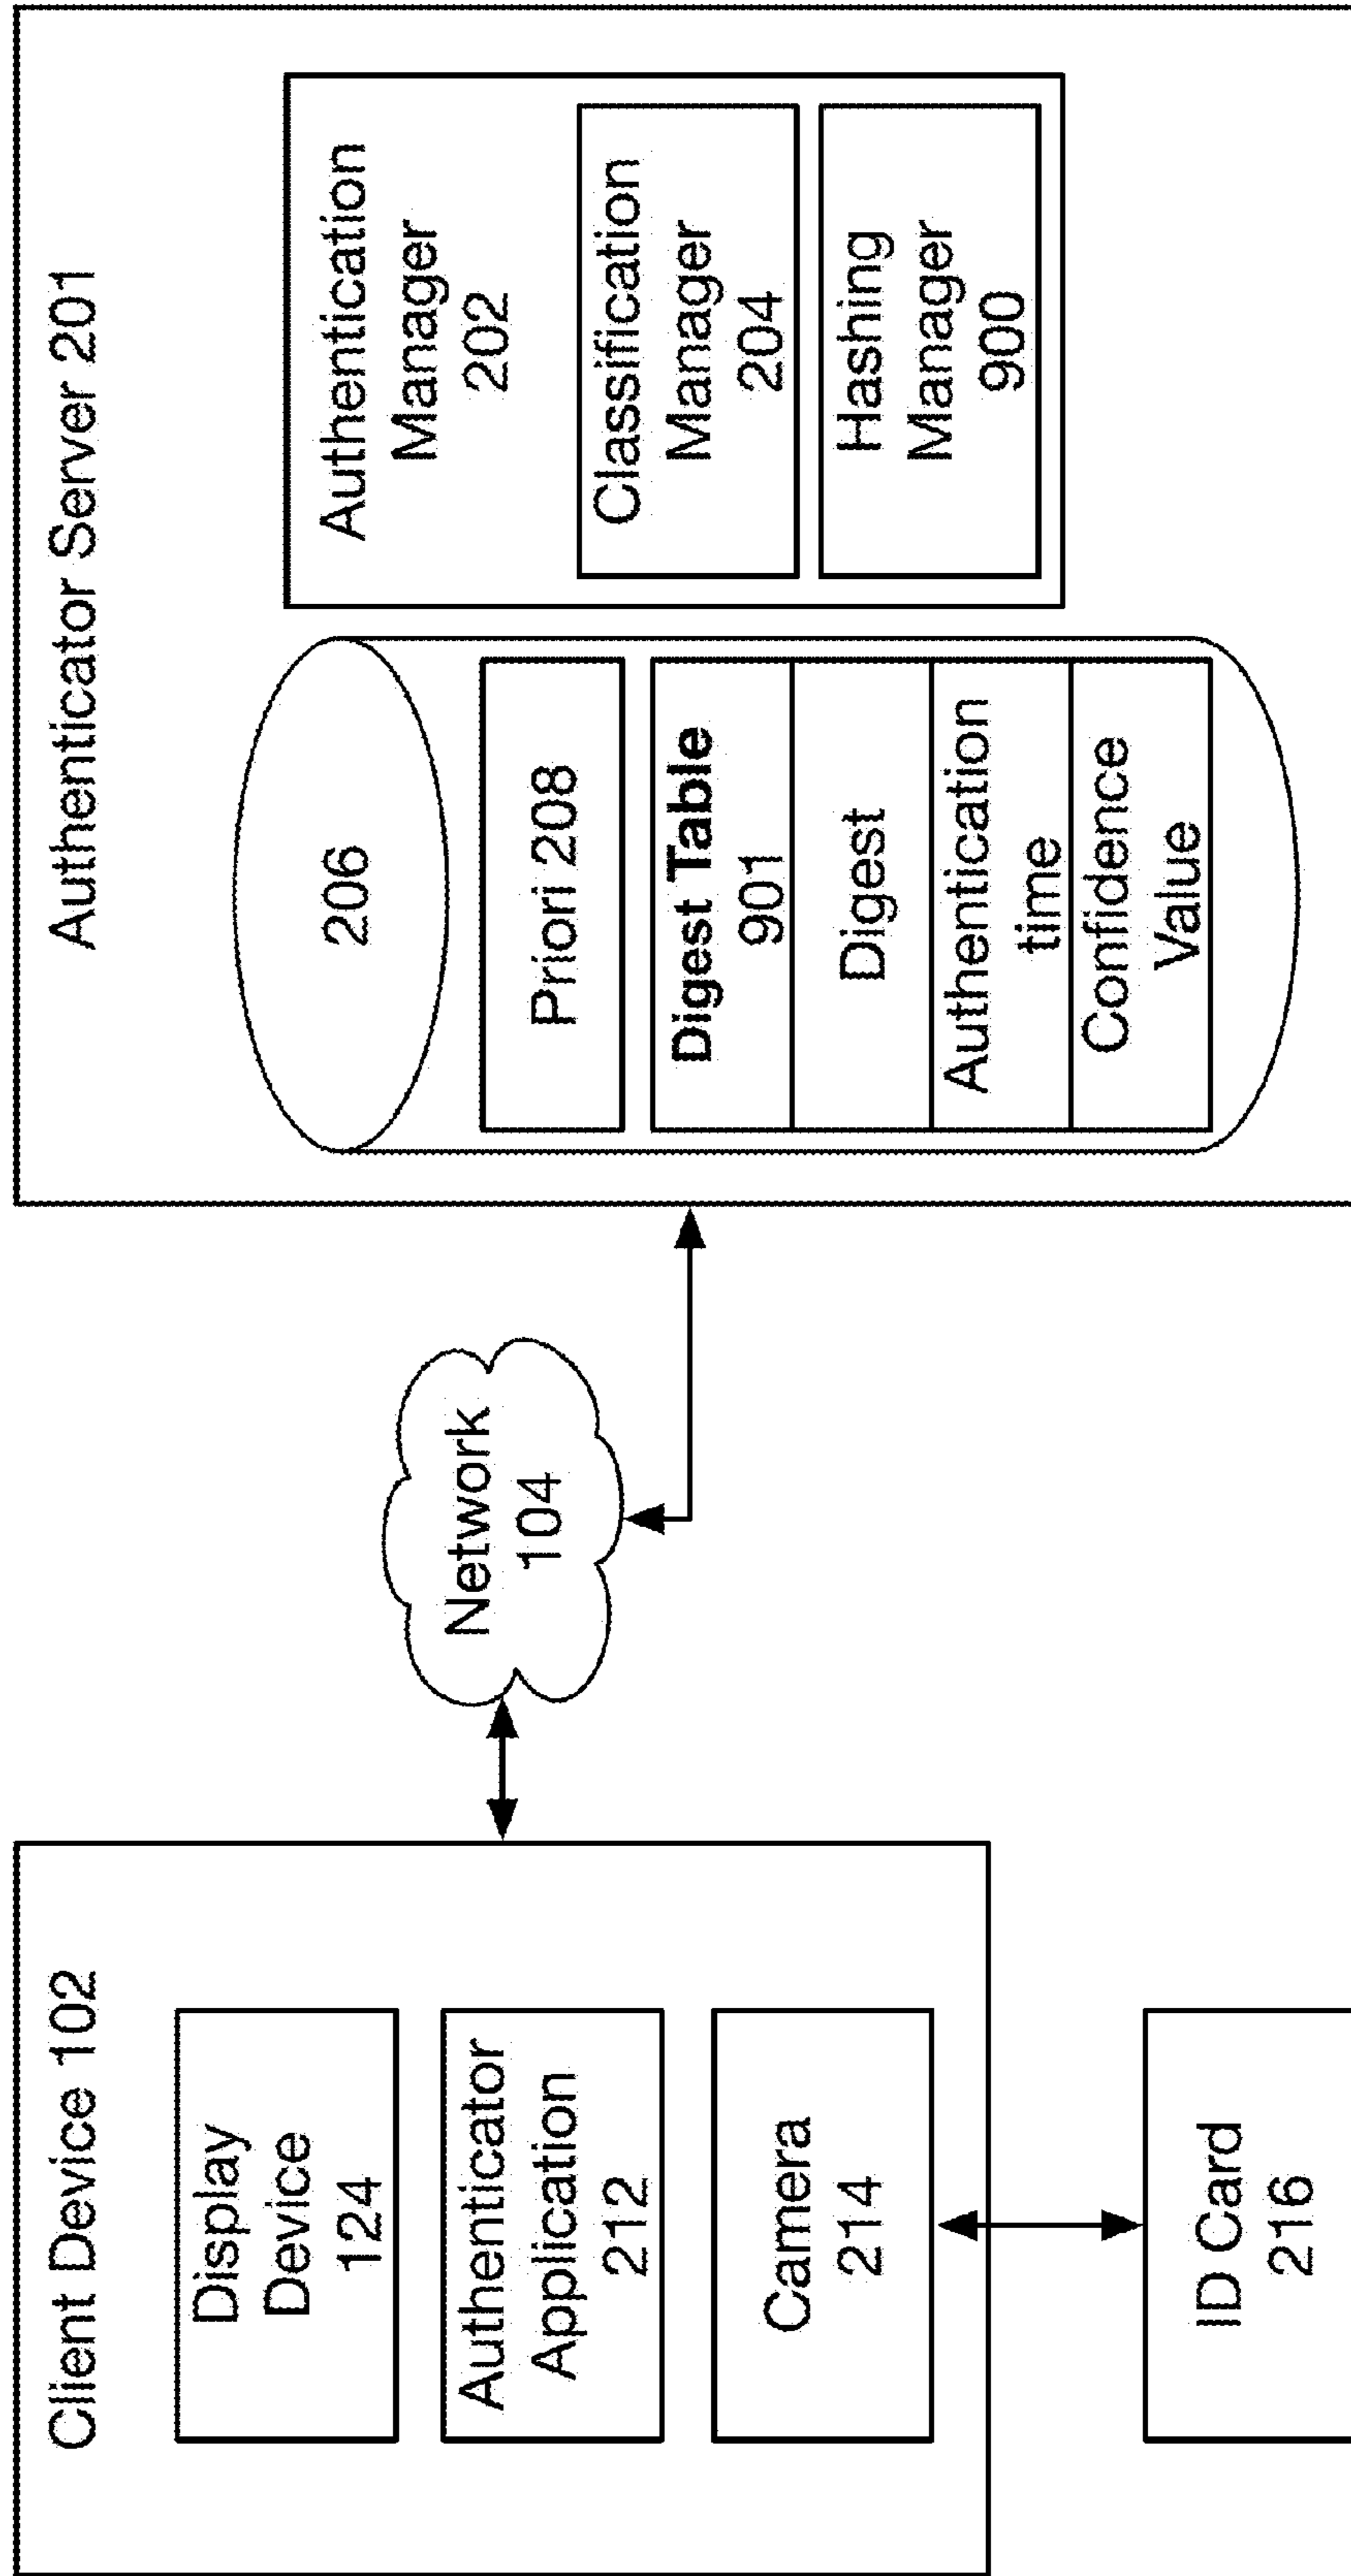 Client Device 102
Display
Device
124
Authenticator
Application
212
Camera
214
ID Card
216
Network
104
Authenticator Server 201
206
Priori 208
Digest Table
901
Digest
Authentication
time
Confidence
Value
Authentication
Manager
202
Classification
Manager
204
Hashing
Manager
900